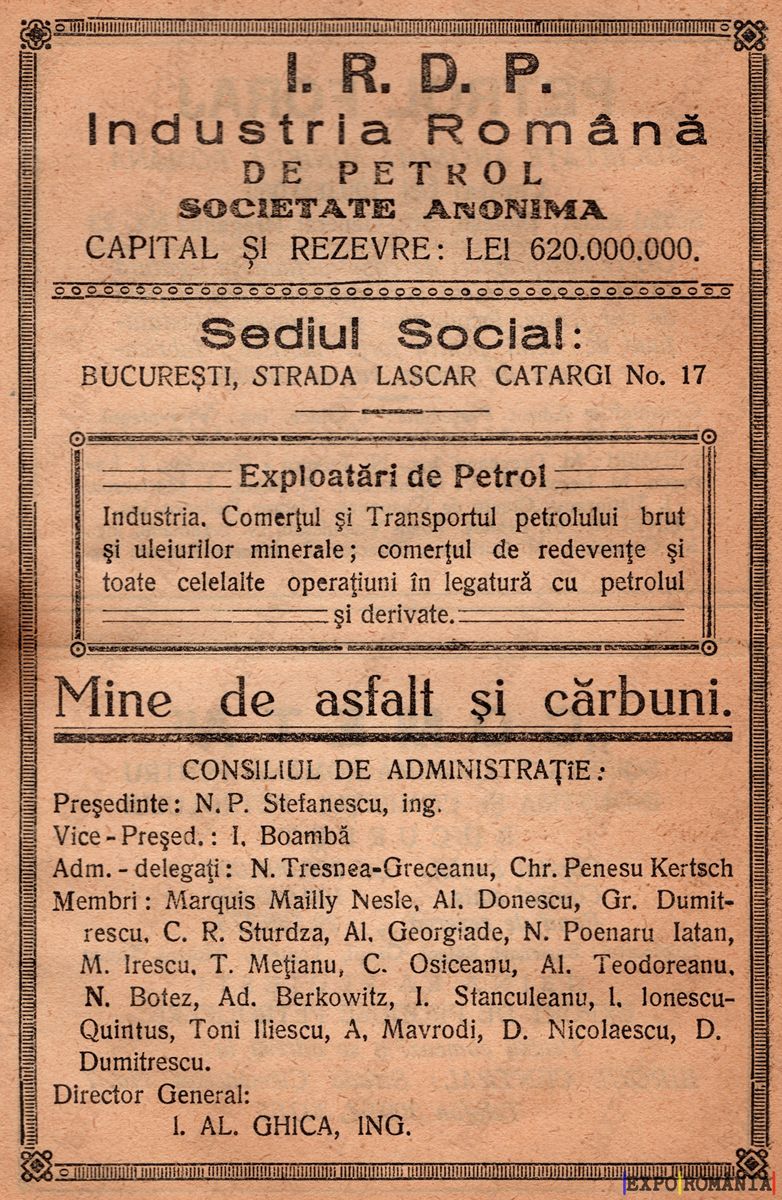 I. R. D. P.
Industria Română
DE PETROL
SOCIETATE ANONIMA
CAPITAL ȘI REZEVRE: LEI 620.000.000.
Sediul Social:
BUCUREȘTI, STRADA LASCAR CATARGI No. 17
Exploatări de Petrol
Industria. Comerţul şi Transportul petrolului brut
şi uleiurilor minerale; comerţul de redevenţe şi
toate celelalte operaţiuni în legatură cu petrolul
şi derivate.
Mine de asfalt şi cărbuni.
CONSILIUL DE ADMINISTRAŢIE:
Preşedinte: N. P. Stefanescu, ing.
Vice-Preşed.: I. Boambă
Adm.-delegaţi: N. Tresnea-Greceanu, Chr. Penesu Kertsch
Membri: Marquis Mailly Nesle, Al. Donescu, Gr. Dumit-
rescu, C. R. Sturdza, Al. Georgiade, N. Poenaru Iatan,
M. Irescu, T. Meţianu, C. Osiceanu, Al. Teodoreanu,
N. Botez, Ad. Berkowitz, I. Stanculeanu, I. Ionescu-
Quintus, Toni Iliescu, A. Mavrodi, D. Nicolaescu, D.
Dumitrescu.
Director General:
I. AL. GHICA, ING.
EXPO ROMANIA